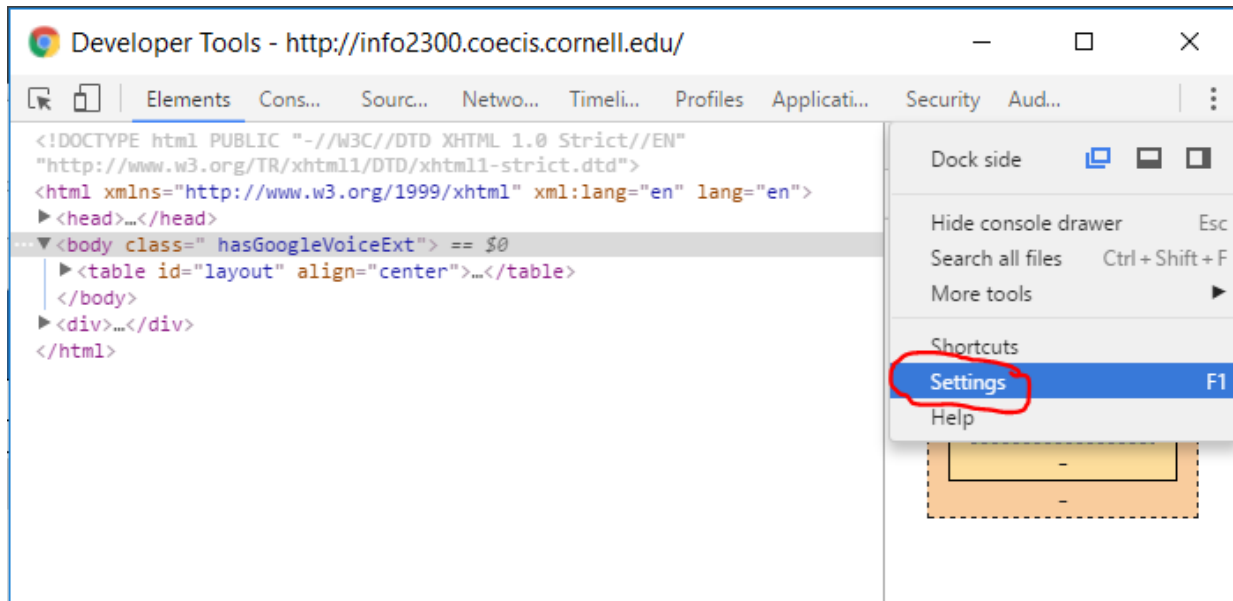 Developer Tools - http://info2300.coecis.cornell.edu/
Elements Cons... Sourc... Netwo... Timeli... Profiles Applicati... Security Aud...
<!DOCTYPE html PUBLIC "-//W3C//DTD XHTML 1.0 Strict//EN"
"http://www.w3.org/TR/xhtml1/DTD/xhtml1-strict.dtd">
<html xmlns="http://www.w3.org/1999/xhtml" xml:lang="en" lang="en">
▶<head>…</head>
…▼<body class=" hasGoogleVoiceExt"> == $0
▶<table id="layout" align="center">…</table>
</body>
▶<div>…</div>
</html>
Dock side
Hide console drawer Esc
Search all files Ctrl + Shift + F
More tools ▶
Shortcuts
Settings F1
Help
-
-